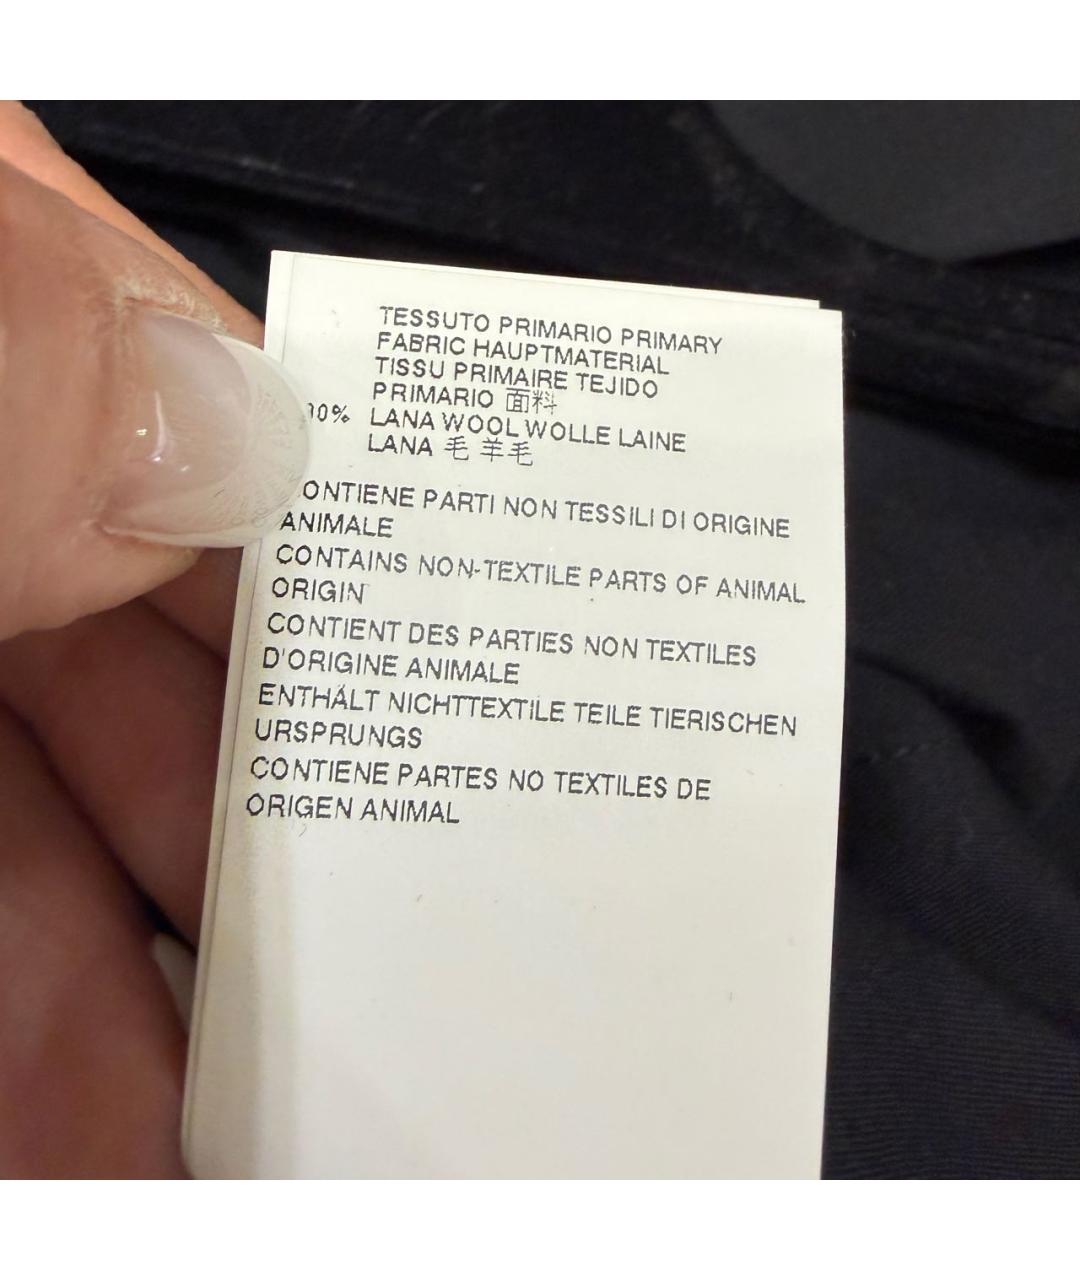 TESSUTO PRIMARIO PRIMARY
FABRIC HAUPTMATERIAL
TISSU PRIMAIRE TEJIDO
PRIMARIO 面料
00% LANA WOOL WOLLE LAINE
LANA 毛 羊毛
ONTIENE PARTI NON TESSILI DI ORIGINE
ANIMALE
CONTAINS NON-TEXTILE PARTS OF ANIMAL
ORIGIN
CONTIENT DES PARTIES NON TEXTILES
D'ORIGINE ANIMALE
ENTHÄLT NICHTTEXTILE TEILE TIERISCHEN
URSPRUNGS
CONTIENE PARTES NO TEXTILES DE
ORIGEN ANIMAL